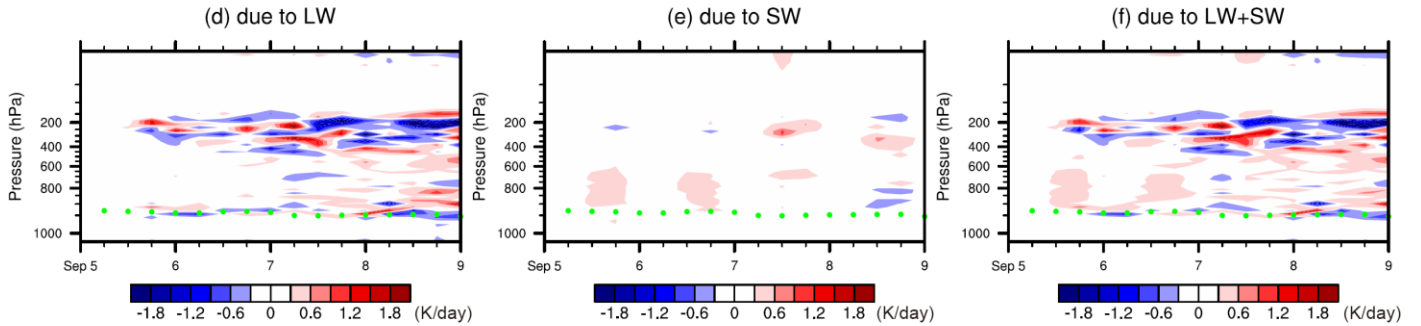 (d) due to LW
(e) due to SW
(f) due to LW+SW
Pressure (hPa)
200
400
600
800
1000
Sep 5 6 7 8 9
-1.8 -1.2 -0.6 0 0.6 1.2 1.8 (K/day)
Pressure (hPa)
200
400
600
800
1000
Sep 5 6 7 8 9
-1.8 -1.2 -0.6 0 0.6 1.2 1.8 (K/day)
Pressure (hPa)
200
400
600
800
1000
Sep 5 6 7 8 9
-1.8 -1.2 -0.6 0 0.6 1.2 1.8 (K/day)